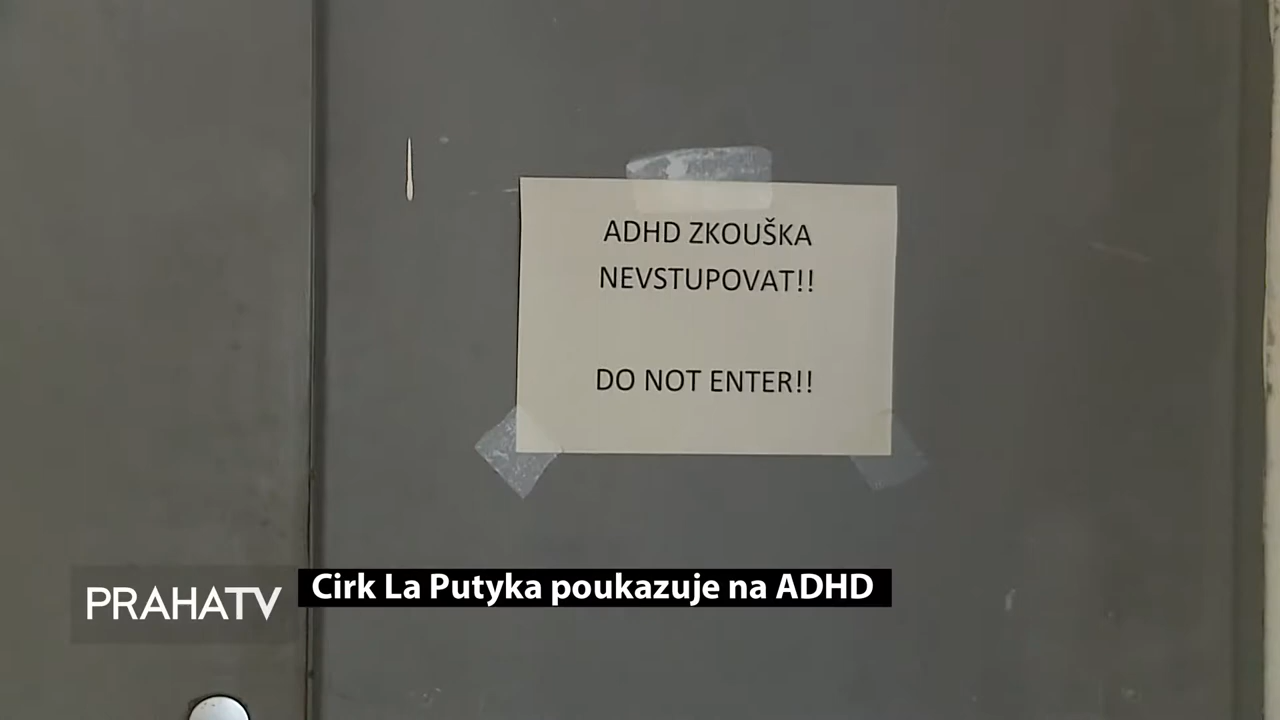 ADHD ZKOUŠKA
NEVSTUPOVAT!!
DO NOT ENTER!!
Cirk La Putyka poukazuje na ADHD
PRAHATV